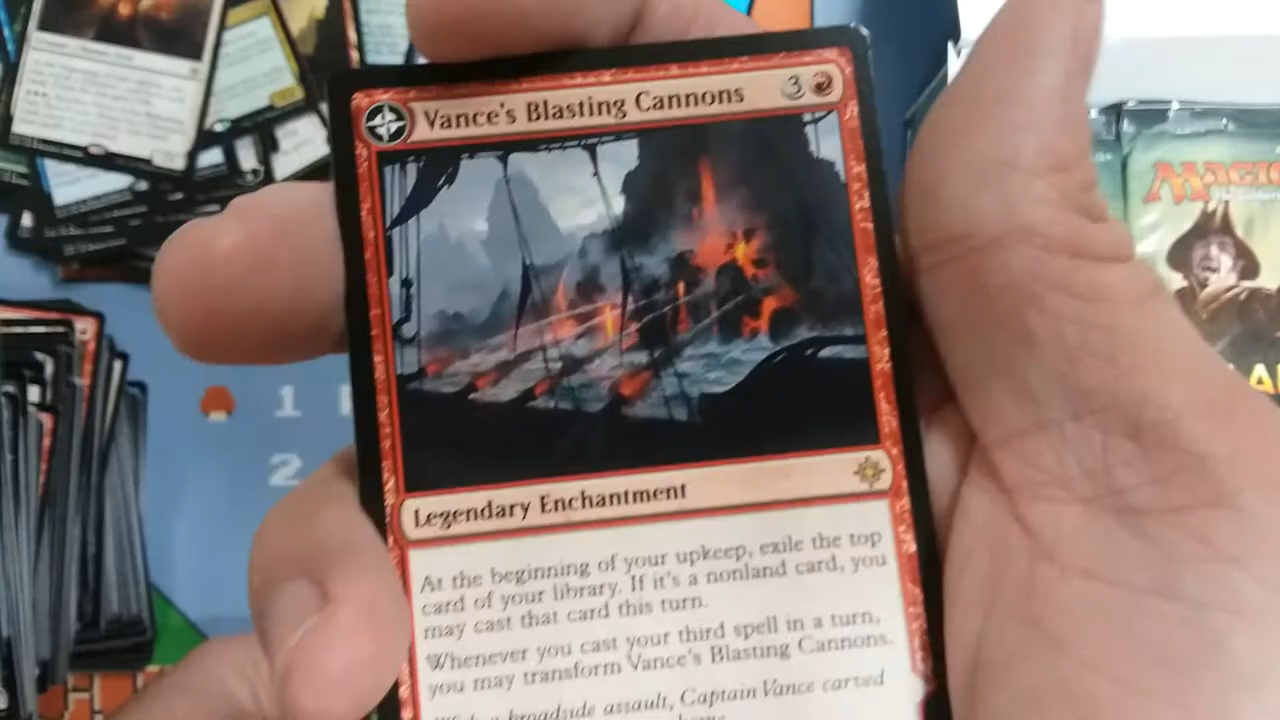 Vance's Blasting Cannons 3
Legendary Enchantment
At the beginning of your upkeep, exile the top
card of your library. If it's a nonland card, you
may cast that card this turn.
Whenever you cast your third spell in a turn,
you may transform Vance's Blasting Cannons.
broadside assault, Captain Vance carved
1
2
MAGIC